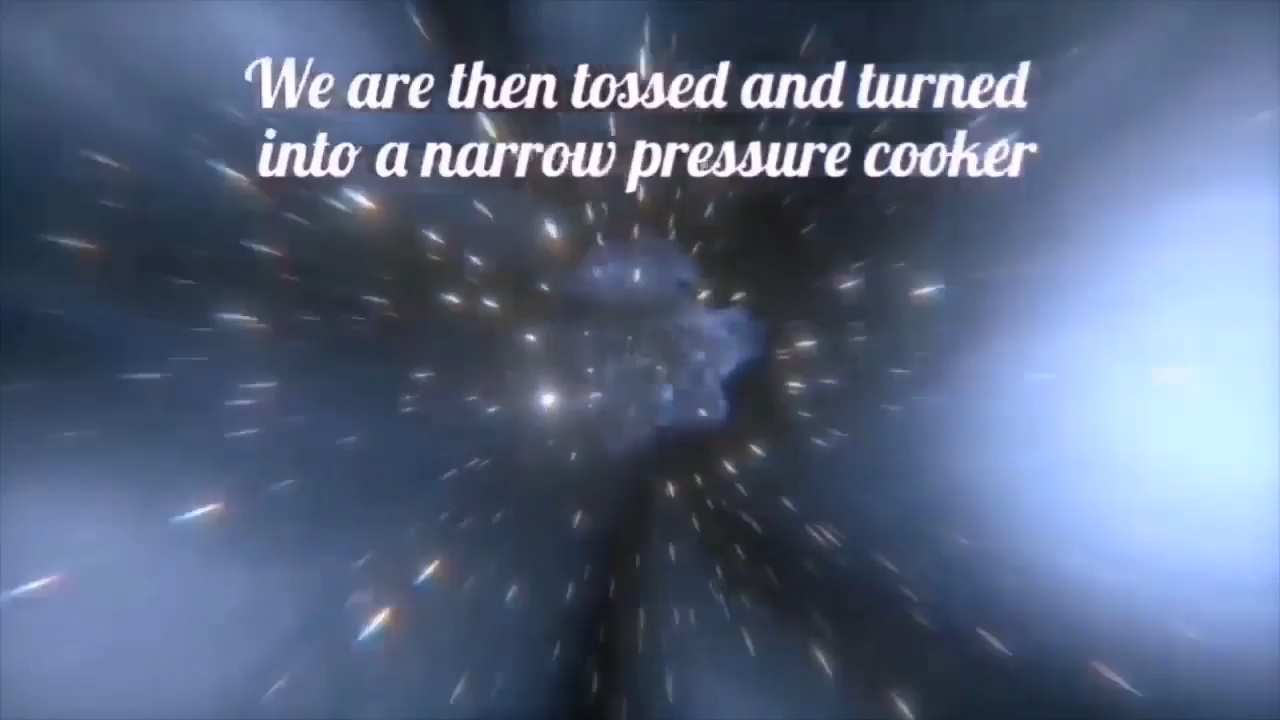 We are then tossed and turned
into a narrow pressure cooker